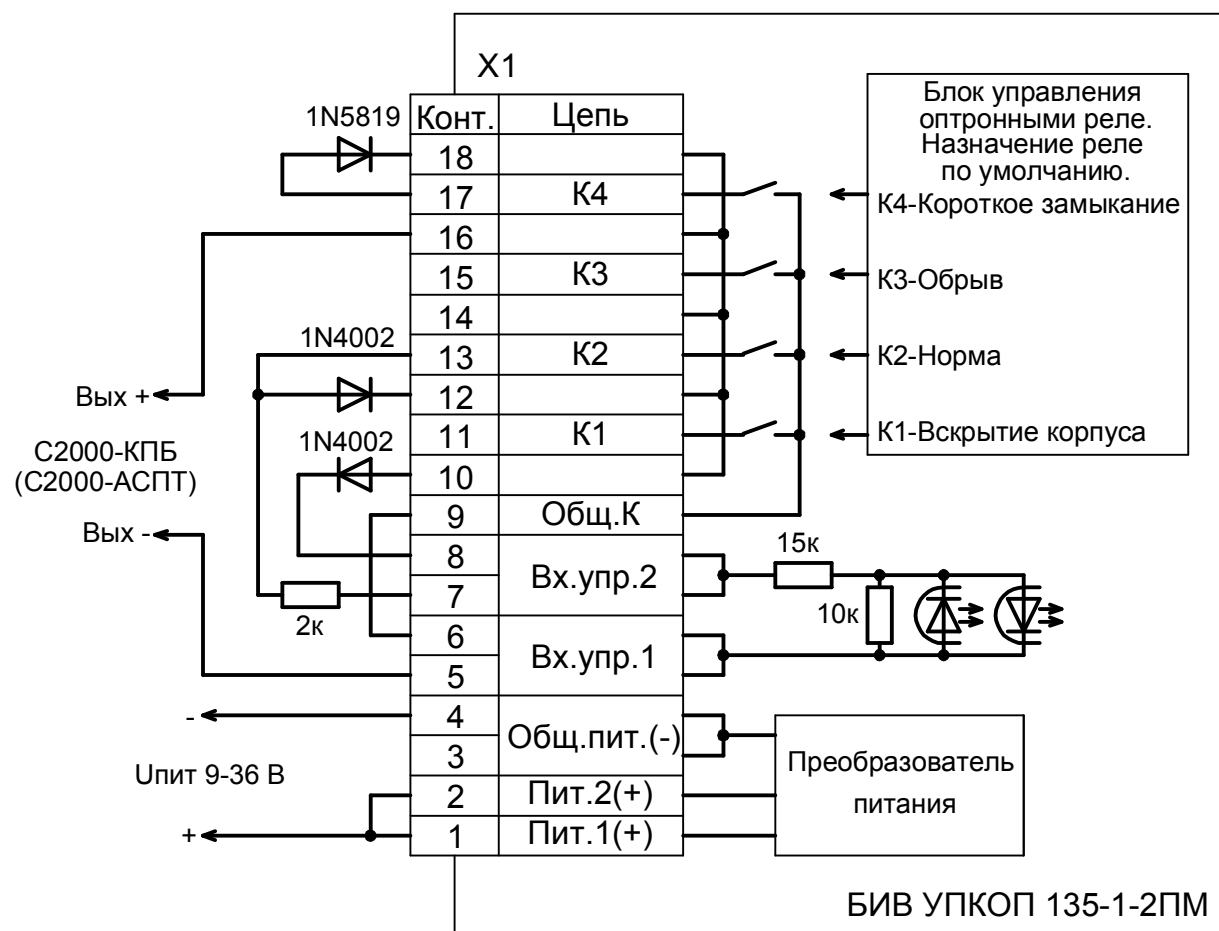 X1
1N5819
Конт.
Цепь
18
17
К4
16
15
К3
14
1N4002
13
К2
12
11
К1
1N4002
10
9
Общ.К
8
7
Вх.упр.2
2к
6
5
Вх.упр.1
4
3
Общ.пит.(-)
2
Пит.2(+)
1
Пит.1(+)
Вых +
С2000-КПБ
(С2000-АСПТ)
Вых -
-
Uпит 9-36 В
+
Блок управления
оптронными реле.
Назначение реле
по умолчанию.
К4-Короткое замыкание
К3-Обрыв
К2-Норма
К1-Вскрытие корпуса
15к
10к
Преобразователь
питания
БИВ УПКОП 135-1-2ПМ